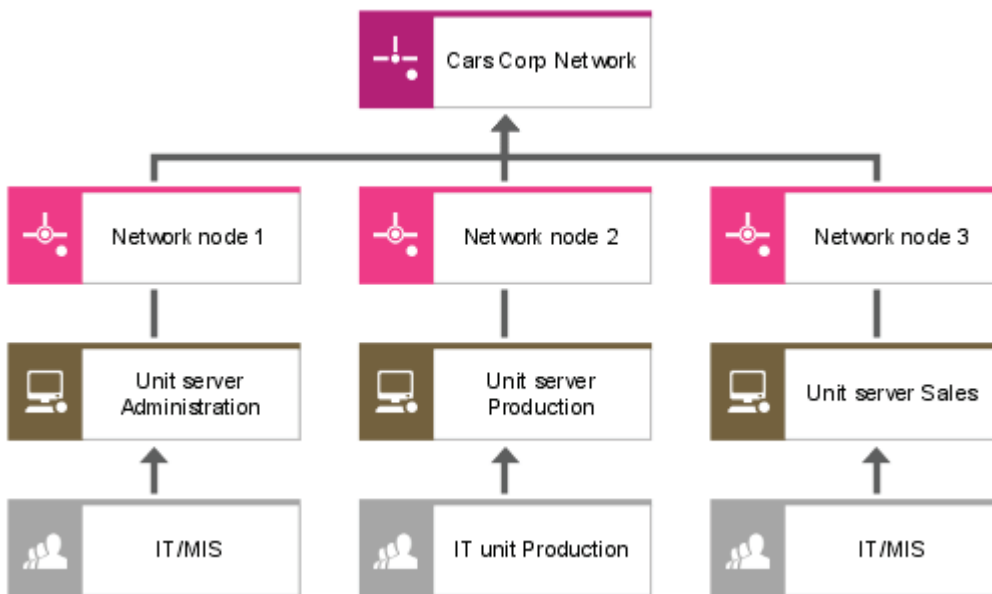 Cars Corp Network
Network node 1
Network node 2
Network node 3
Unit server
Administration
Unit server
Production
Unit server Sales
IT/MIS
IT unit Production
IT/MIS